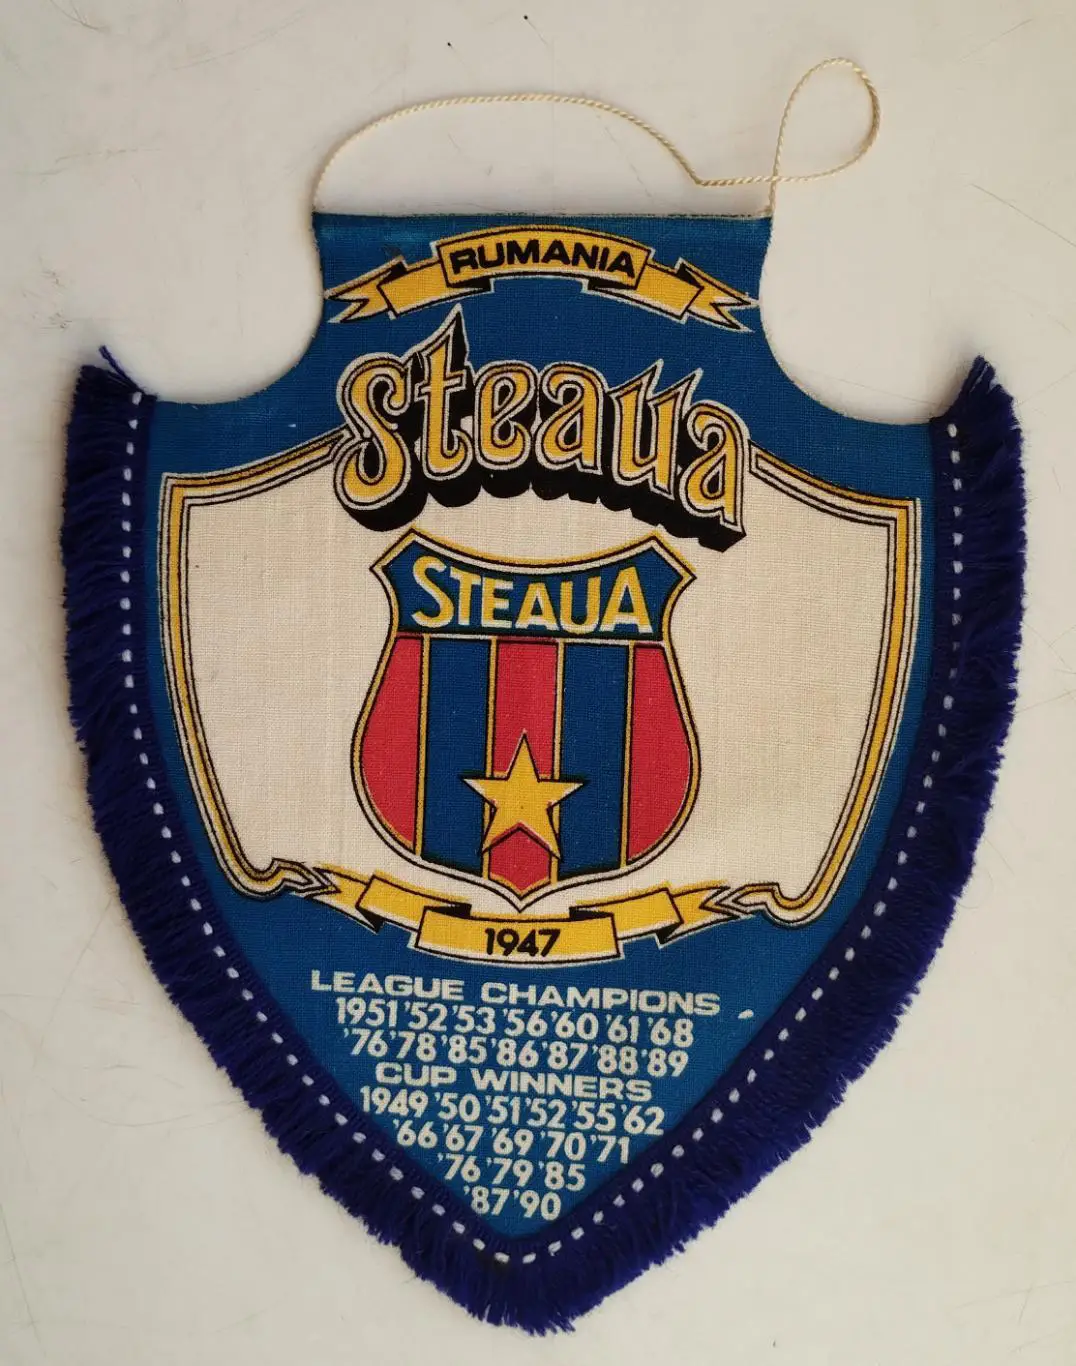 RUMANIA
Steaua
STEAUA
1947
LEAGUE CHAMPIONS
1951 '52 '53 '56 '60 '61 '68
'76 '78 '85 '86 '87 '88 '89
CUP WINNERS
1949 '50 '51 '52 '55 '62
'66 '67 '69 '70 '71
'76 '79 '85
'87 '90